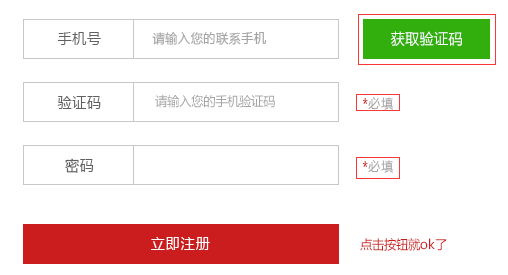 手机号 请输入您的联系手机 获取验证码
验证码 请输入您的手机验证码 *必填
密码 *必填
立即注册 点击按钮就ok了